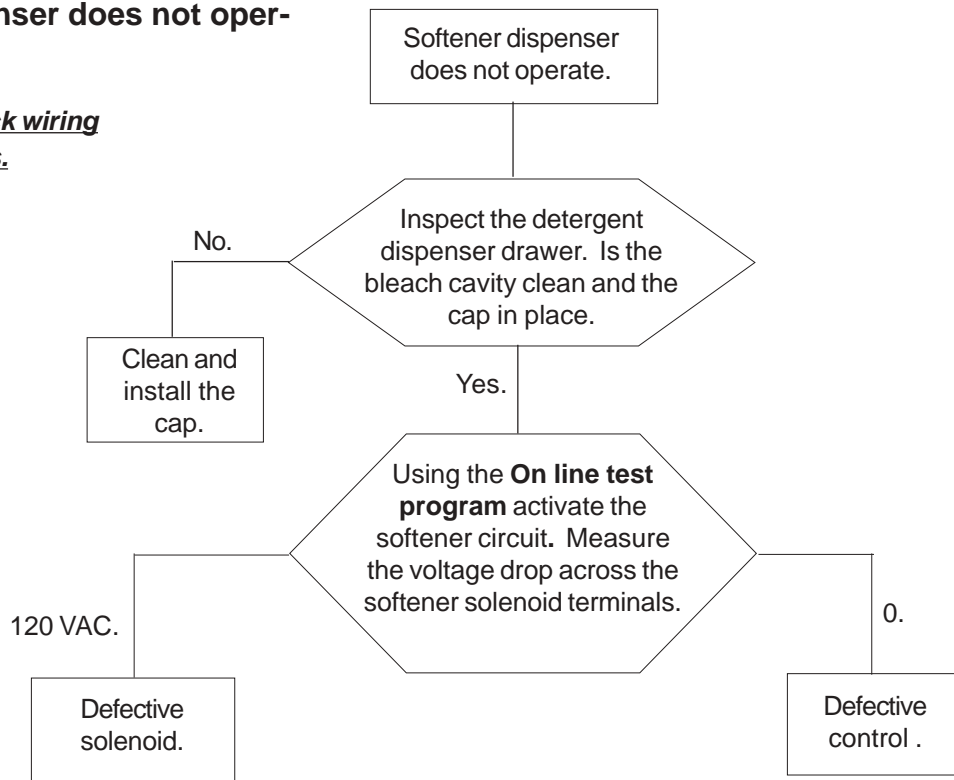 nser does not oper-
k wiring
s.
Softener dispenser
does not operate.
Inspect the detergent
dispenser drawer. Is the
bleach cavity clean and the
cap in place.
No.
Clean and
install the
cap.
Yes.
Using the On line test
program activate the
softener circuit. Measure
the voltage drop across the
softener solenoid terminals.
120 VAC.
0.
Defective
solenoid.
Defective
control .